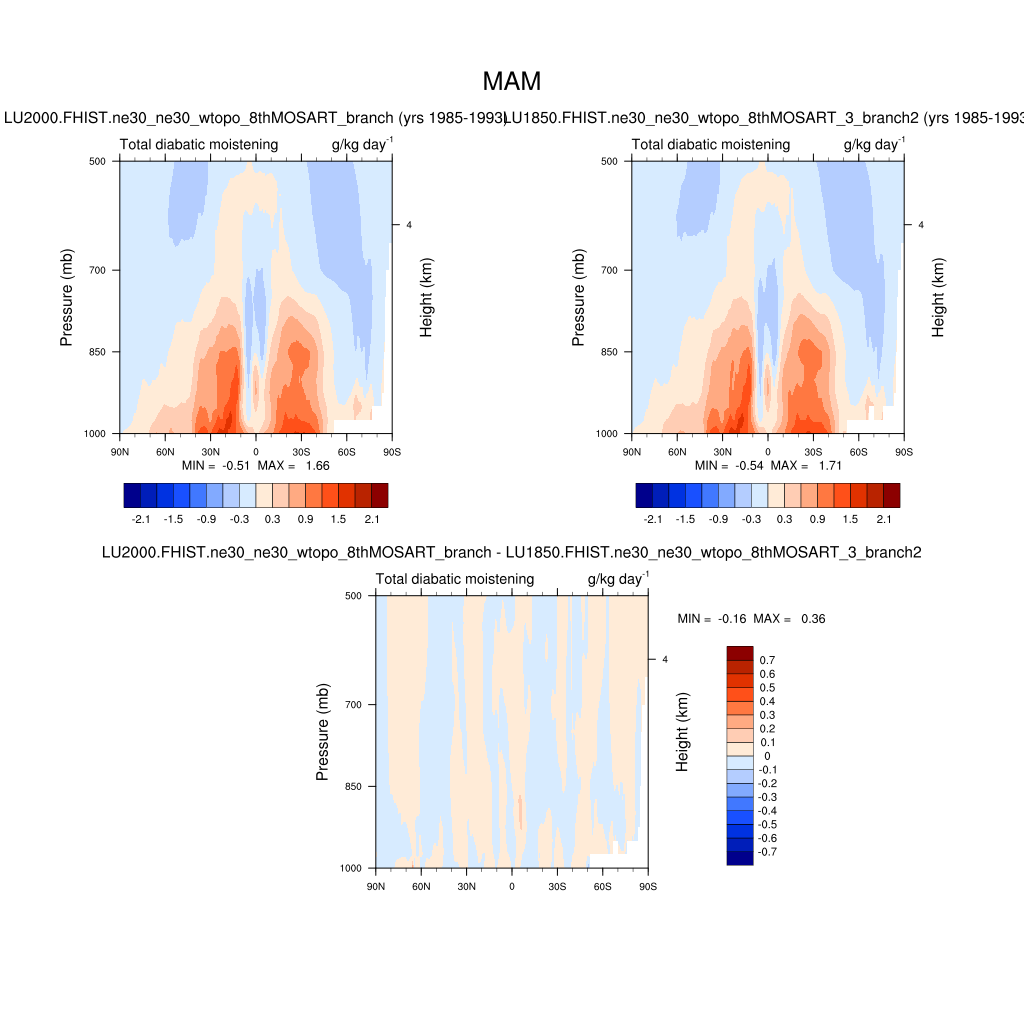 MAM
LU2000.FHIST.ne30_ne30_wtopo_8thMOSART_branch (yrs 1985-1993)
LU1850.FHIST.ne30_ne30_wtopo_8thMOSART_3_branch2 (yrs 1985-1993
Total diabatic moistening g/kg day-1
500
700
850
1000
Pressure (mb)
4
Height (km)
90N 60N 30N 0 30S 60S 90S
MIN = -0.51 MAX = 1.66
-2.1 -1.5 -0.9 -0.3 0.3 0.9 1.5 2.1
Total diabatic moistening g/kg day-1
500
700
850
1000
Pressure (mb)
4
Height (km)
90N 60N 30N 0 30S 60S 90S
MIN = -0.54 MAX = 1.71
-2.1 -1.5 -0.9 -0.3 0.3 0.9 1.5 2.1
LU2000.FHIST.ne30_ne30_wtopo_8thMOSART_branch - LU1850.FHIST.ne30_ne30_wtopo_8thMOSART_3_branch2
Total diabatic moistening g/kg day-1
500
700
850
1000
Pressure (mb)
4
Height (km)
90N 60N 30N 0 30S 60S 90S
MIN = -0.16 MAX = 0.36
0.7
0.6
0.5
0.4
0.3
0.2
0.1
0
-0.1
-0.2
-0.3
-0.4
-0.5
-0.6
-0.7